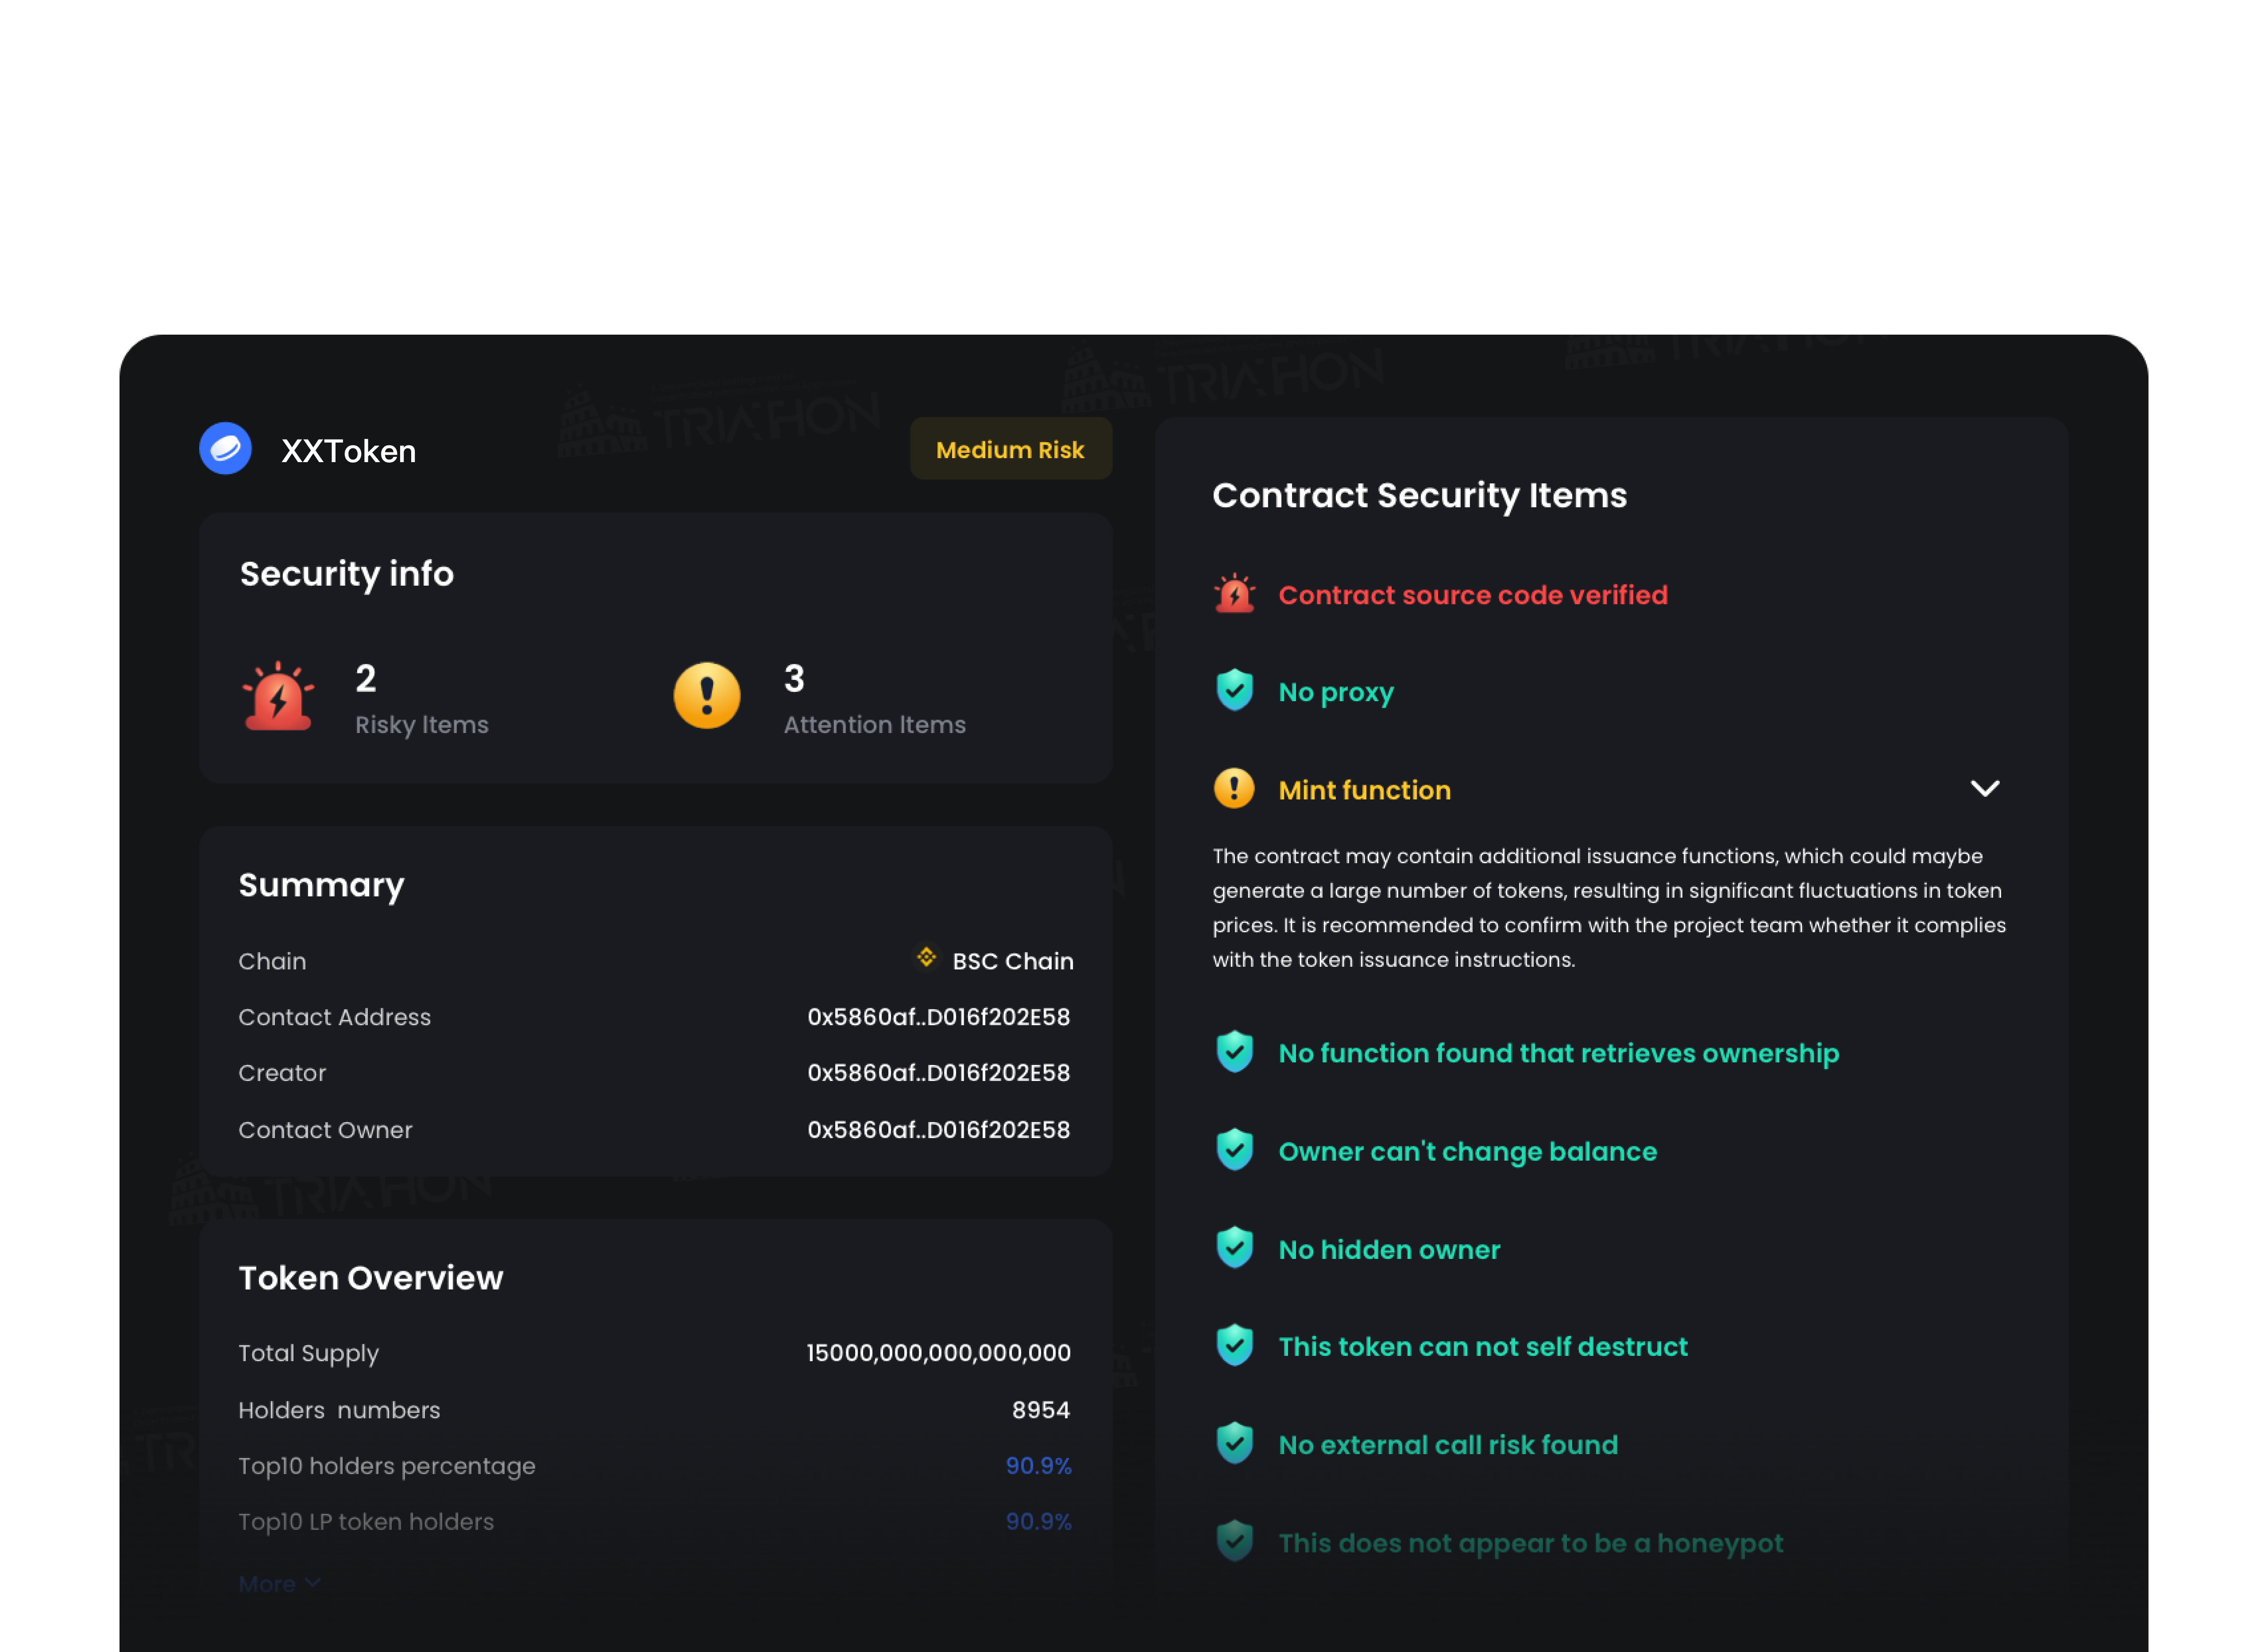 TRIATHON
TRIATHON
TRIATHON
XXToken
Medium Risk
Security info
2
Risky Items
3
Attention Items
Summary
Chain
BSC Chain
Contact Address
0x5860af..D016f202E58
Creator
0x5860af..D016f202E58
Contact Owner
0x5860af..D016f202E58
TRIATHON
Token Overview
Total Supply
15000,000,000,000,000
Holders numbers
8954
Top10 holders percentage
90.9%
Top10 LP token holders
90.9%
More
Contract Security Items
Contract source code verified
No proxy
Mint function
The contract may contain additional issuance functions, which could maybe
generate a large number of tokens, resulting in significant fluctuations in token
prices. It is recommended to confirm with the project team whether it complies
with the token issuance instructions.
No function found that retrieves ownership
Owner can't change balance
No hidden owner
This token can not self destruct
No external call risk found
This does not appear to be a honeypot